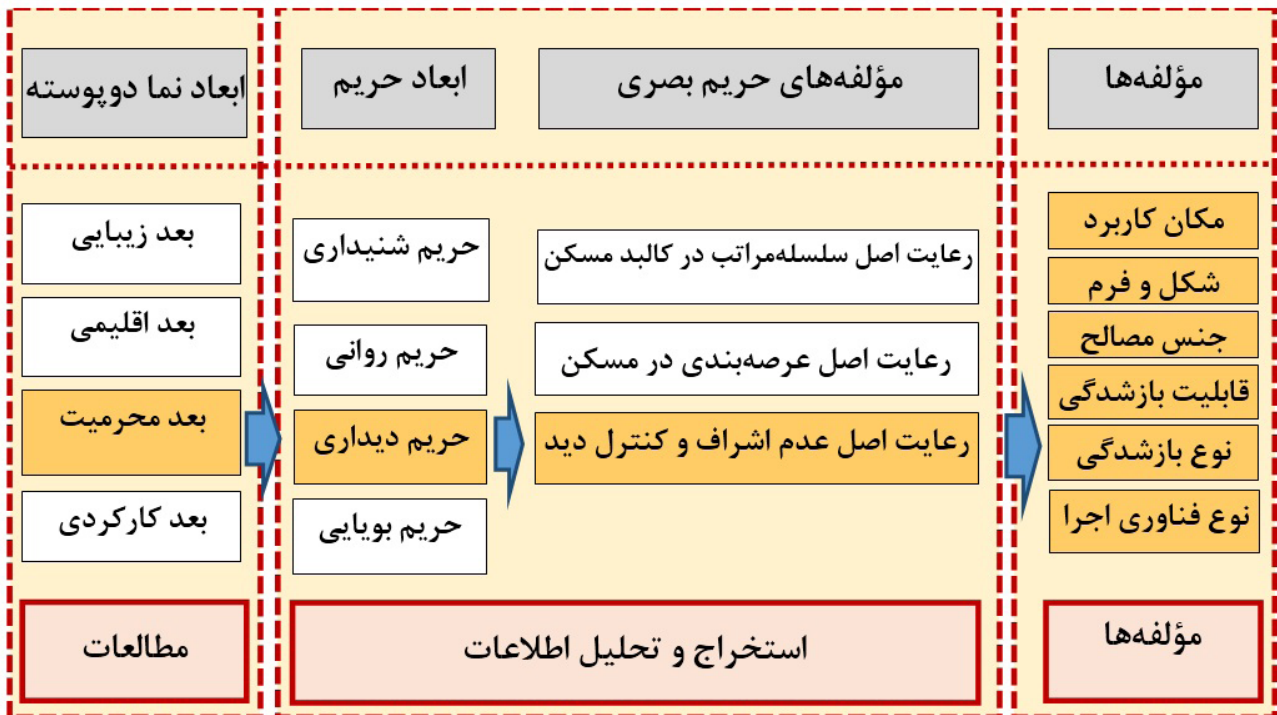 ابعاد نما دوپوسته
بعد زیبایی
بعد اقلیمی
بعد محرمیت
بعد کارکردی
مطالعات
ابعاد حریم
مؤلفه‌های حریم بصری
حریم شنیداری
رعایت اصل سلسله‌مراتب در کالبد مسکن
حریم روانی
رعایت اصل عرصه‌بندی در مسکن
حریم دیداری
رعایت اصل عدم اشراف و کنترل دید
حریم بویایی
استخراج و تحلیل اطلاعات
مؤلفه‌ها
مکان کاربرد
شکل و فرم
جنس مصالح
قابلیت بازشدگی
نوع بازشدگی
نوع فناوری اجرا
مؤلفه‌ها